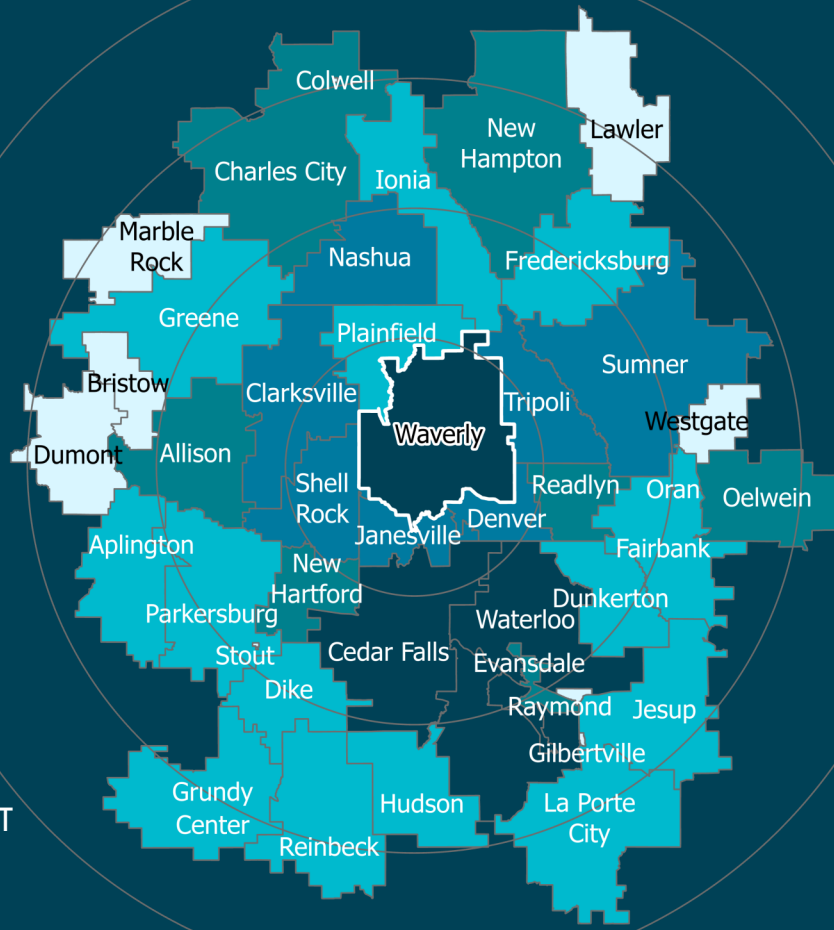 Colwell
New
Hampton
Lawler
Charles City
Ionia
Marble
Rock
Nashua
Fredericksburg
Greene
Plainfield
Sumner
Bristow
Clarksville
Tripoli
Westgate
Waverly
Dumont
Allison
Shell
Rock
Readlyn
Oran
Oelwein
Denver
Janesville
Aplington
Fairbank
New
Hartford
Dunkerton
Parkersburg
Waterloo
Stout
Cedar Falls
Evansdale
Dike
Raymond
Jesup
Gilbertville
Grundy
Center
Hudson
La Porte
City
T
Reinbeck